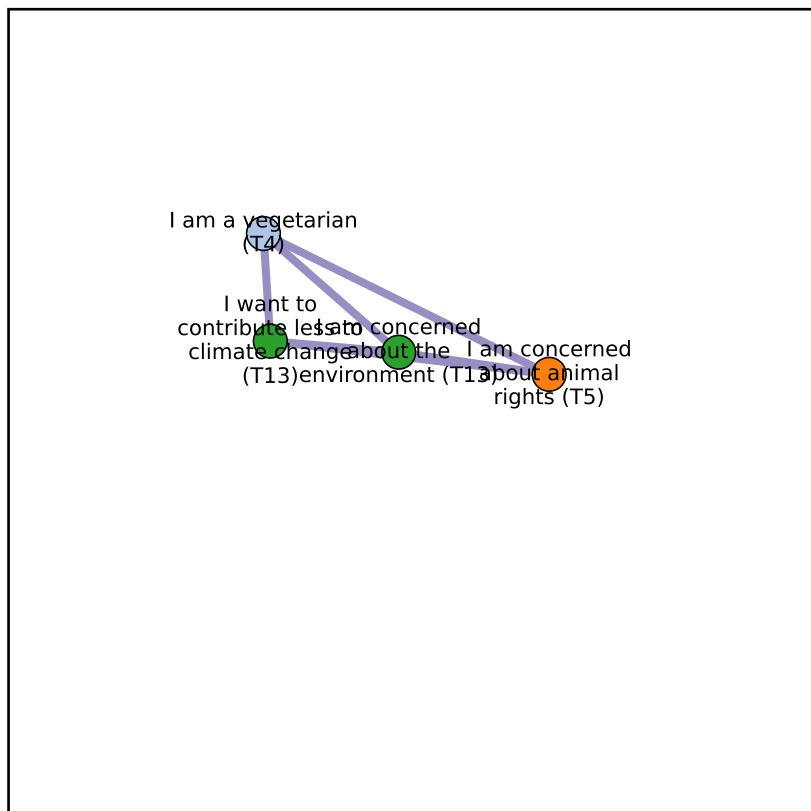 I am a vegetarian
(T4)
I want to
contribute less to
climate change
(T13)
I am concerned
about the
environment (T13)
I am concerned
about animal
rights (T5)